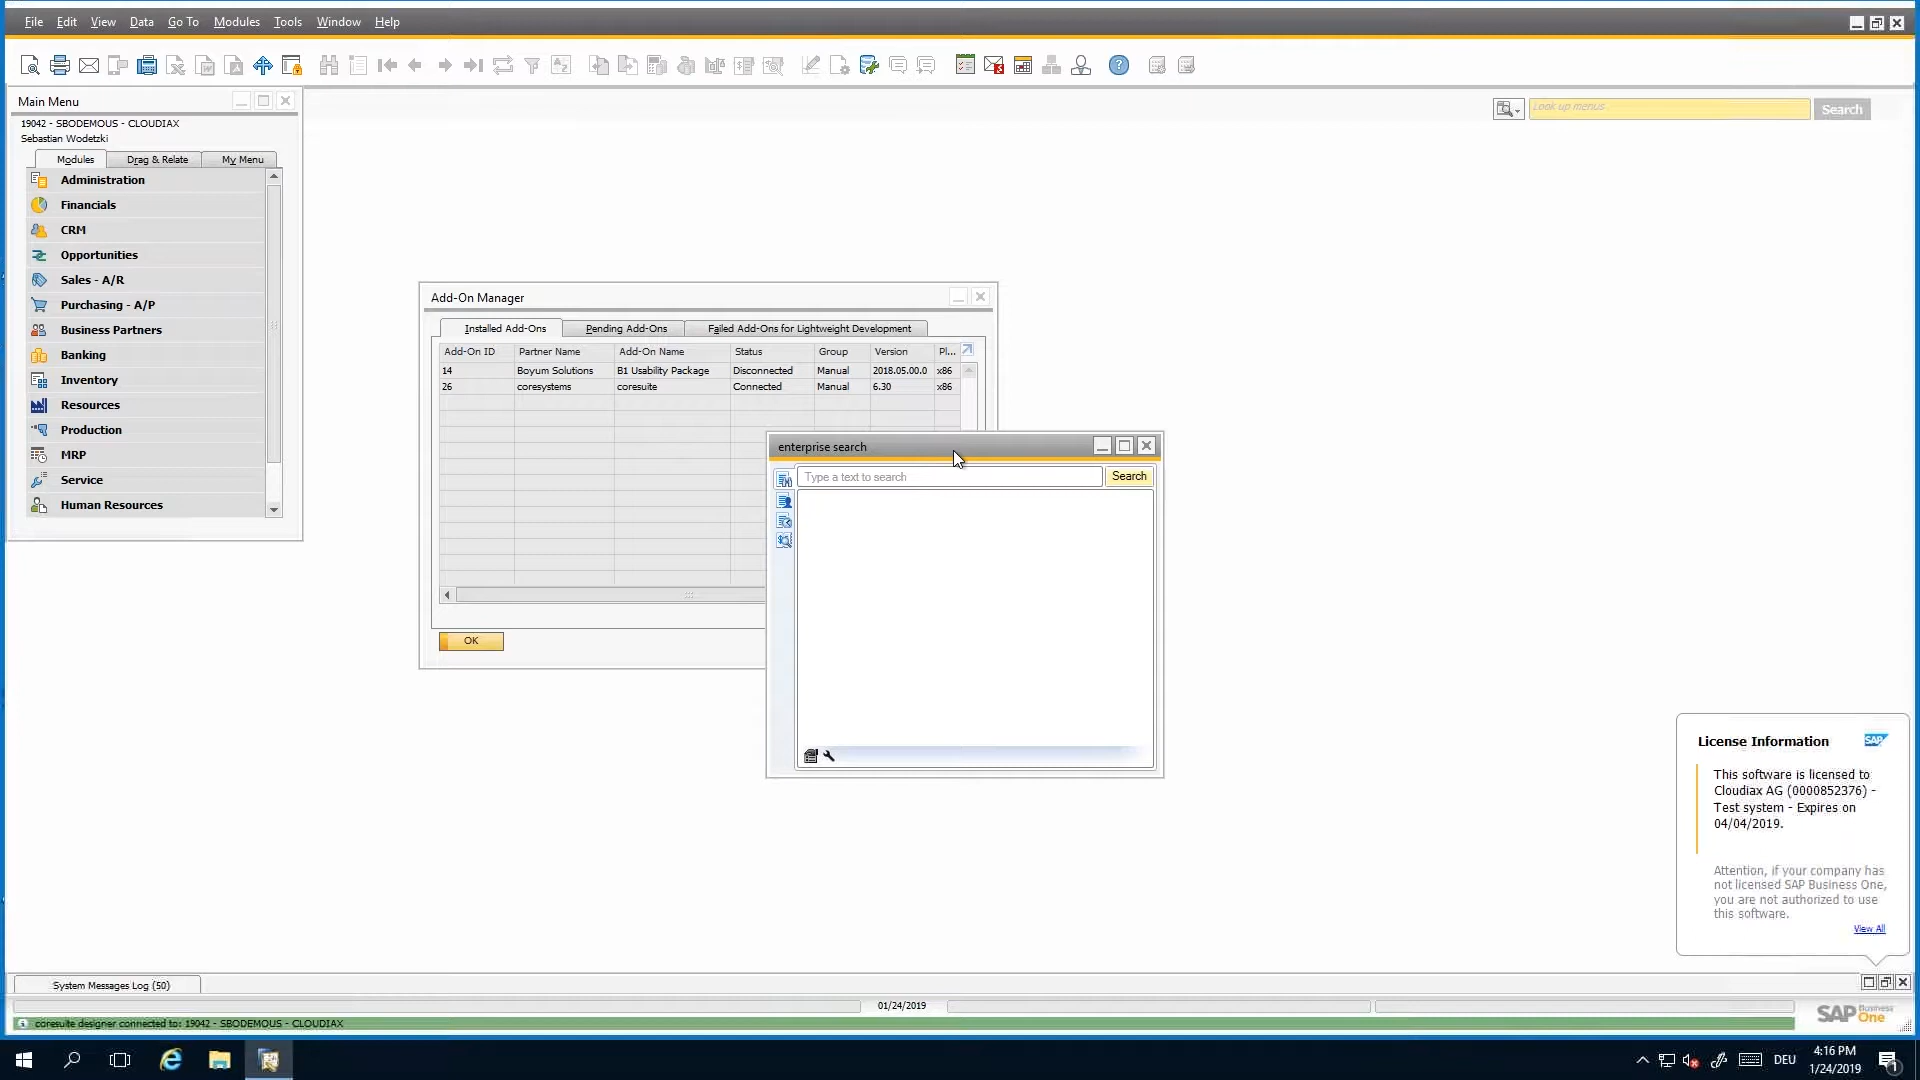 File Edit View Data Go To Modules Tools Window Help
Main Menu
19042 - SBODEMOUS - CLOUDIAX
Sebastian Wodetzki
Modules Drag & Relate My Menu
Administration
Financials
CRM
Opportunities
Sales - A/R
Purchasing - A/P
Business Partners
Banking
Inventory
Resources
Production
MRP
Service
Human Resources
Look up menus
Search
Add-On Manager
Installed Add-Ons Pending Add-Ons Failed Add-Ons for Lightweight Development
Add-On ID Partner Name Add-On Name Status Group Version Pl...
14 Boyum Solutions B1 Usability Package Disconnected Manual 2018.05.00.0 x86
26 coresystems coresuite Connected Manual 6.30 x86
OK
enterprise search
Type a text to search
Search
License Information
SAP
This software is licensed to
Cloudiax AG (0000852376) -
Test system - Expires on
04/04/2019.
Attention, if your company has
not licensed SAP Business One,
you are not authorized to use
this software.
View All
System Messages Log (50)
01/24/2019
coresuite designer connected to: 19042 - SBODEMOUS - CLOUDIAX
SAP Business One
DEU
4:16 PM
1/24/2019
1